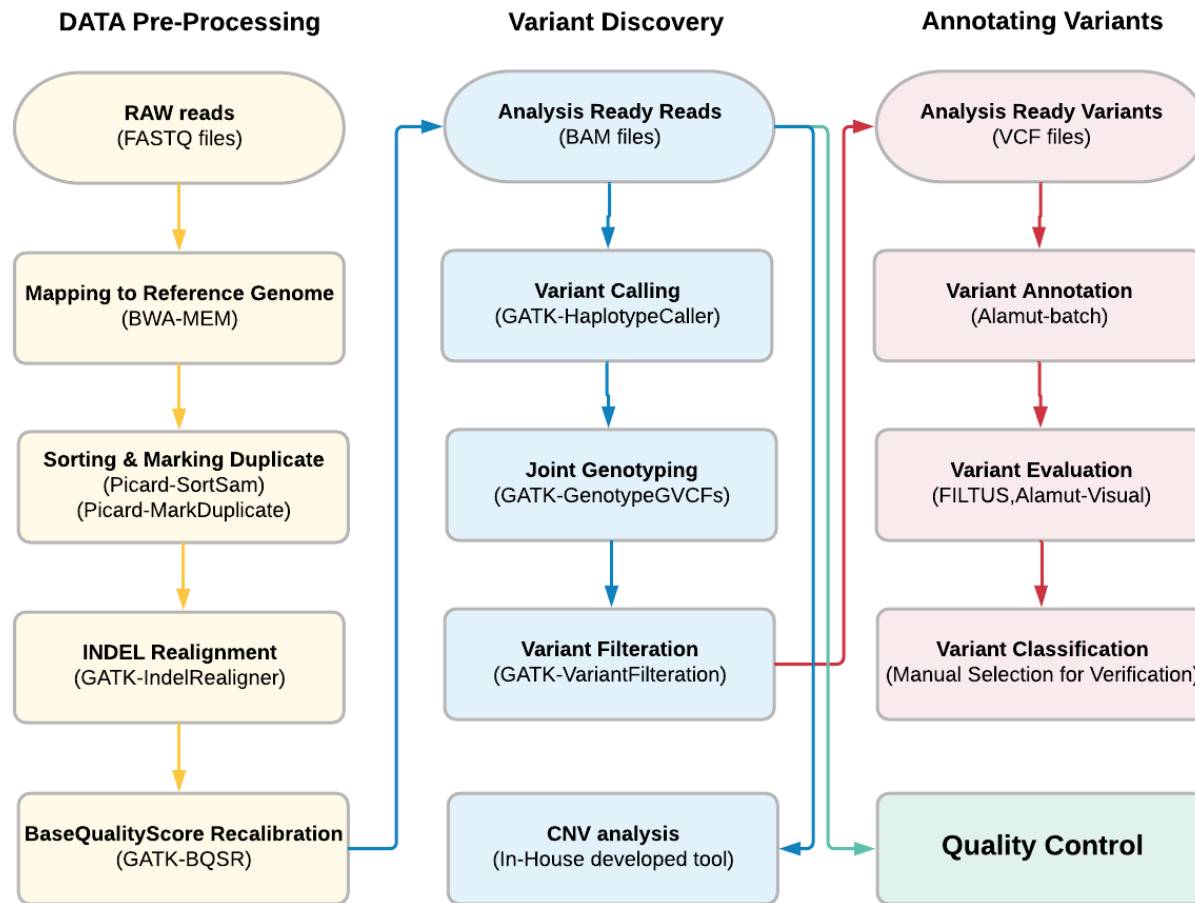 DATA Pre-Processing
RAW reads
(FASTQ files)
Mapping to Reference Genome
(BWA-MEM)
Sorting & Marking Duplicate
(Picard-SortSam)
(Picard-MarkDuplicate)
INDEL Realignment
(GATK-IndelRealigner)
BaseQualityScore Recalibration
(GATK-BQSR)
Variant Discovery
Analysis Ready Reads
(BAM files)
Variant Calling
(GATK-HaplotypeCaller)
Joint Genotyping
(GATK-GenotypeGVCFs)
Variant Filteration
(GATK-VariantFilteration)
CNV analysis
(In-House developed tool)
Annotating Variants
Analysis Ready Variants
(VCF files)
Variant Annotation
(Alamut-batch)
Variant Evaluation
(FILTUS,Alamut-Visual)
Variant Classification
(Manual Selection for Verification)
Quality Control